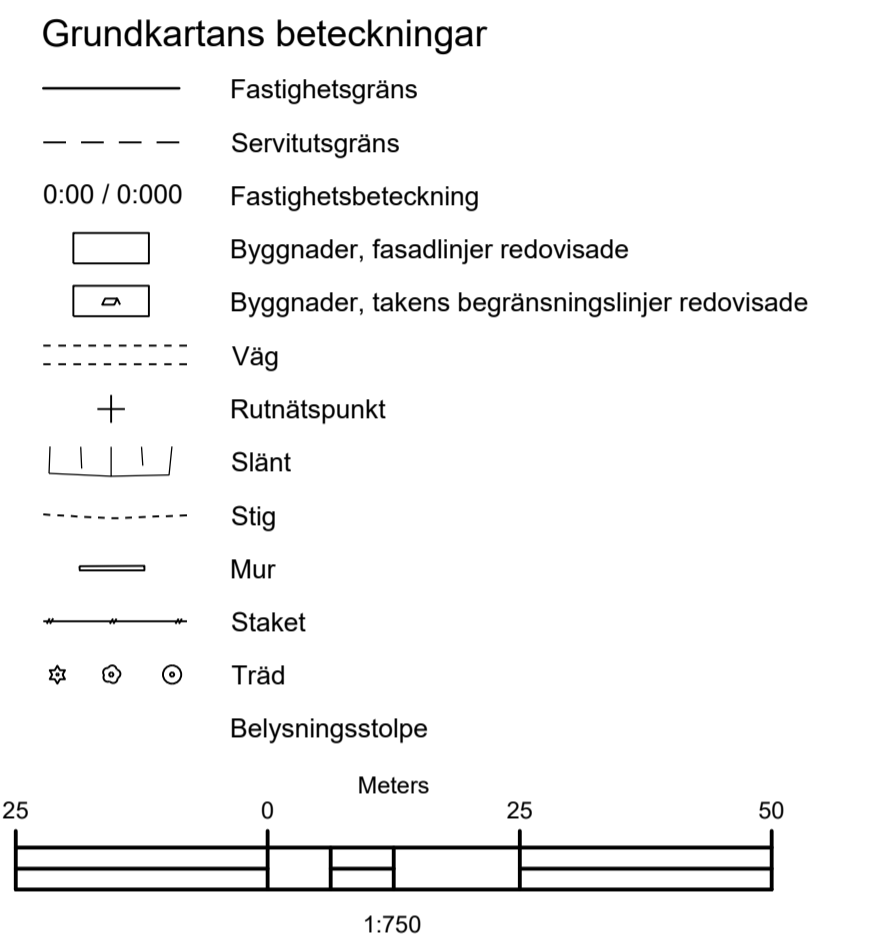 Grundkartans beteckningar
Fastighetsgräns
Servitutsgräns
0:00 / 0:000 Fastighetsbeteckning
Byggnader, fasadlinjer redovisade
Byggnader, takens begränsningslinjer redovisade
Väg
Rutnätspunkt
Slänt
Stig
Mur
Staket
Träd
Belysningsstolpe
Meters
25 0 25 50
1:750